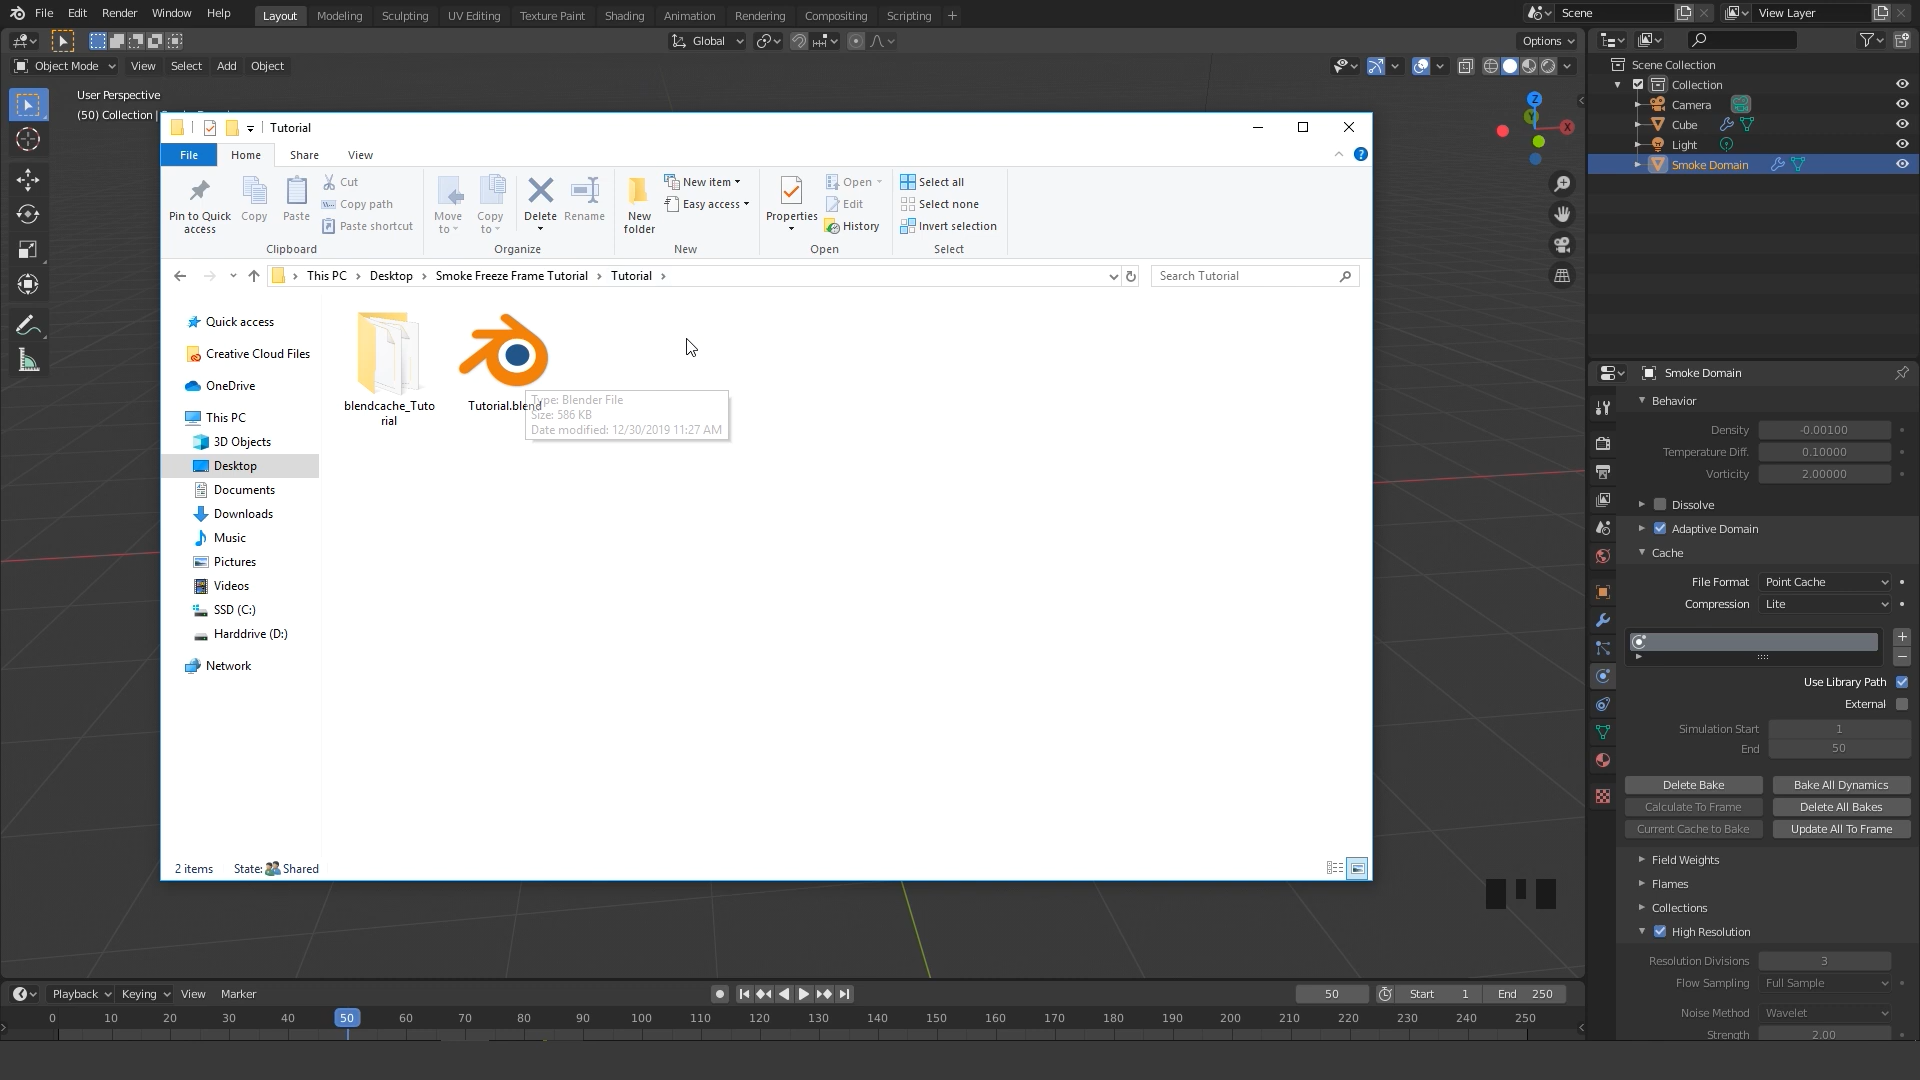 File Edit Render Window Help Layout Modeling Sculpting UV Editing Texture Paint Shading Animation Rendering Compositing Scripting + Scene View Layer
Global Options
Object Mode View Select Add Object
User Perspective
(50) Collection |
Tutorial
File Home Share View
Pin to Quick access
Copy
Paste
Cut
Copy path
Paste shortcut
Clipboard
Move to
Copy to
Delete
Rename
Organize
New folder
New item
Easy access
New
Properties
Open
Edit
History
Open
Select all
Select none
Invert selection
Select
This PC Desktop Smoke Freeze Frame Tutorial Tutorial
Search Tutorial
Quick access
Creative Cloud Files
OneDrive
This PC
3D Objects
Desktop
Documents
Downloads
Music
Pictures
Videos
SSD (C:)
Harddrive (D:)
Network
blendcache_Tuto
rial
Tutorial.blend
Type: Blender File
Size: 586 KB
Date modified: 12/30/2019 11:27 AM
2 items State: Shared
Z
Y
X
Scene Collection
Collection
Camera
Cube
Light
Smoke Domain
Smoke Domain
Behavior
Density -0.00100
Temperature Diff. 0.10000
Vorticity 2.00000
Dissolve
Adaptive Domain
Cache
File Format Point Cache
Compression Lite
Use Library Path
External
Simulation Start 1
End 50
Delete Bake Bake All Dynamics
Calculate To Frame Delete All Bakes
Current Cache to Bake Update All To Frame
Field Weights
Flames
Collections
High Resolution
Resolution Divisions 3
Flow Sampling Full Sample
Noise Method Wavelet
Strength 2.00
Playback Keying View Marker 50 Start 1 End 250
0 10 20 30 40 50 60 70 80 90 100 110 120 130 140 150 160 170 180 190 200 210 220 230 240 250